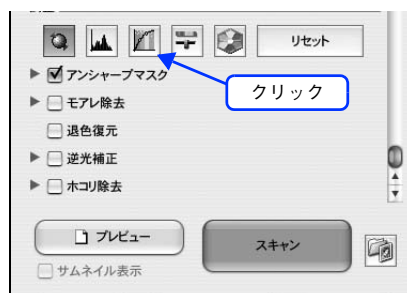 リセット
アンシャープマスク
クリック
モアレ除去
退色復元
逆光補正
ホコリ除去
プレビュー
スキャン
サムネイル表示